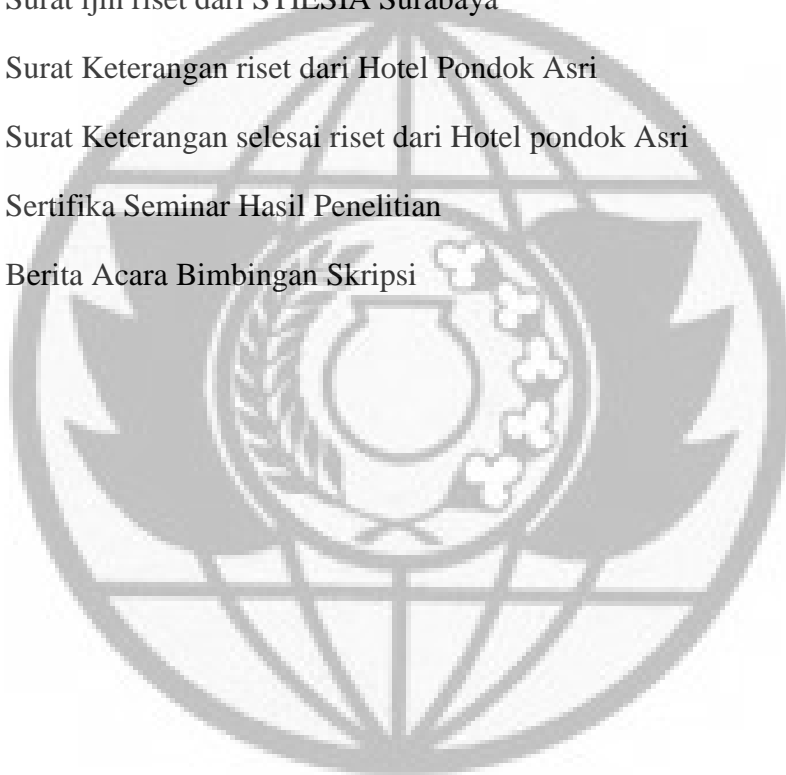 Surat ijin riset dari STIESIA Surabaya
Surat Keterangan riset dari Hotel Pondok Asri
Surat Keterangan selesai riset dari Hotel pondok Asri
Sertifika Seminar Hasil Penelitian
Berita Acara Bimbingan Skripsi